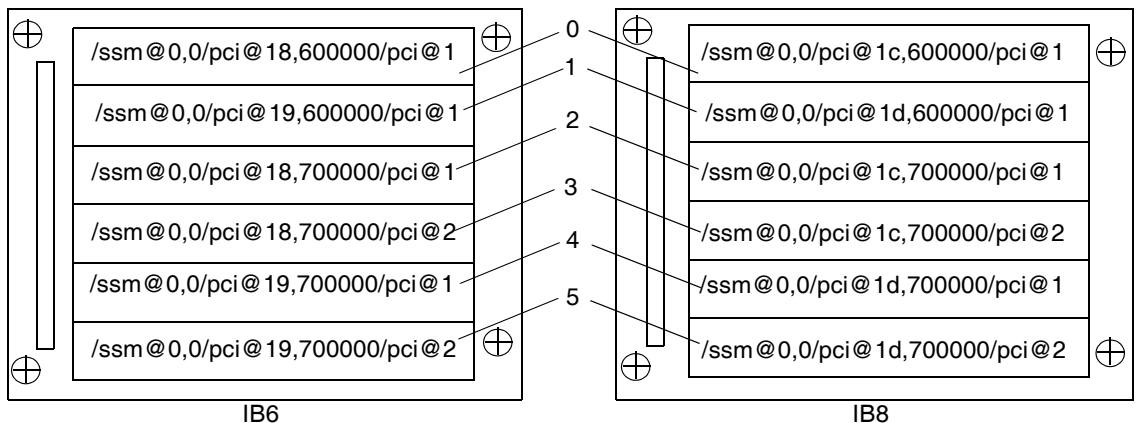 /ssm@0,0/pci@18,600000/pci@1
/ssm@0,0/pci@19,600000/pci@1
/ssm@0,0/pci@18,700000/pci@1
/ssm@0,0/pci@18,700000/pci@2
/ssm@0,0/pci@19,700000/pci@1
/ssm@0,0/pci@19,700000/pci@2
IB6
0
1
2
3
4
5
/ssm@0,0/pci@1c,600000/pci@1
/ssm@0,0/pci@1d,600000/pci@1
/ssm@0,0/pci@1c,700000/pci@1
/ssm@0,0/pci@1c,700000/pci@2
/ssm@0,0/pci@1d,700000/pci@1
/ssm@0,0/pci@1d,700000/pci@2
IB8